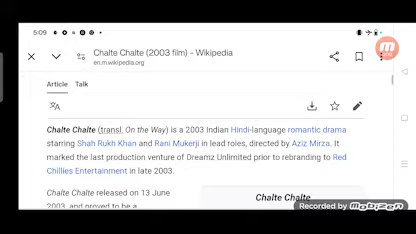 5:09
Chalte Chalte (2003 film) - Wikipedia
en.m.wikipedia.org
Article Talk
Chalte Chalte (transl. On the Way) is a 2003 Indian Hindi-language romantic drama
starring Shah Rukh Khan and Rani Mukerji in lead roles, directed by Aziz Mirza. It
marked the last production venture of Dreamz Unlimited prior to rebranding to Red
Chillies Entertainment in late 2003.
Chalte Chalte released on 13 June
2003, and proved to be a
Chalte Chalte
Recorded by mobizen